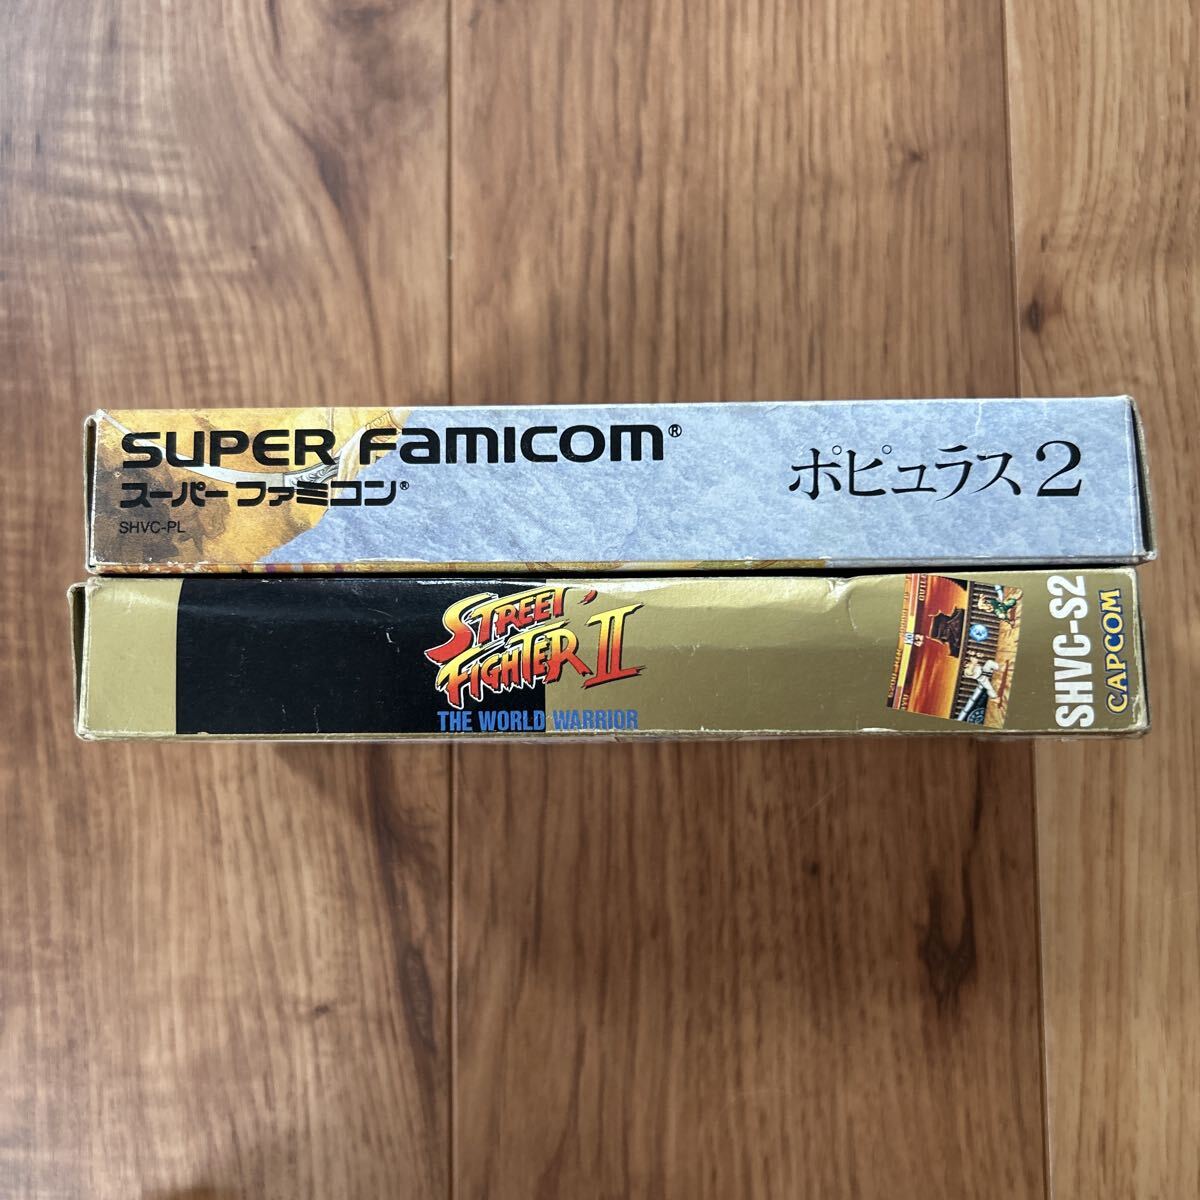 SUPER FAMICOM®
スーパーファミコン®
SHVC-PL
ポピュラス2
STREET FIGHTER II
THE WORLD WARRIOR
SHVC-S2
CAPCOM